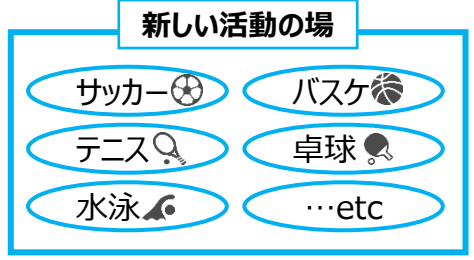 新しい活動の場
サッカー
バスケ
テニス
卓球
水泳
…etc